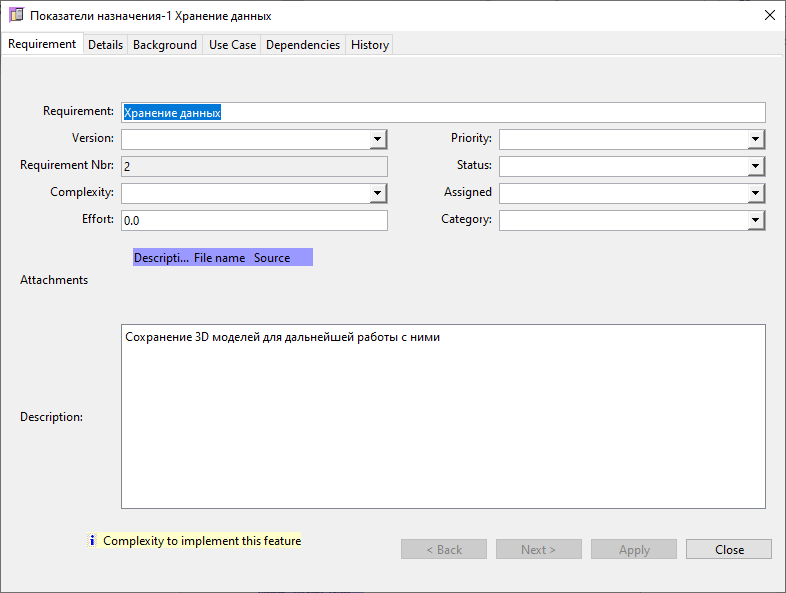 Показатели назначения-1 Хранение данных
Requirement Details Background Use Case Dependencies History
Requirement: Хранение данных
Version: Priority:
Requirement Nbr: 2 Status:
Complexity: Assigned
Effort: 0.0 Category:
Descripti... File name Source
Attachments
Сохранение 3D моделей для дальнейшей работы с ними
Description:
i Complexity to implement this feature
< Back Next > Apply Close